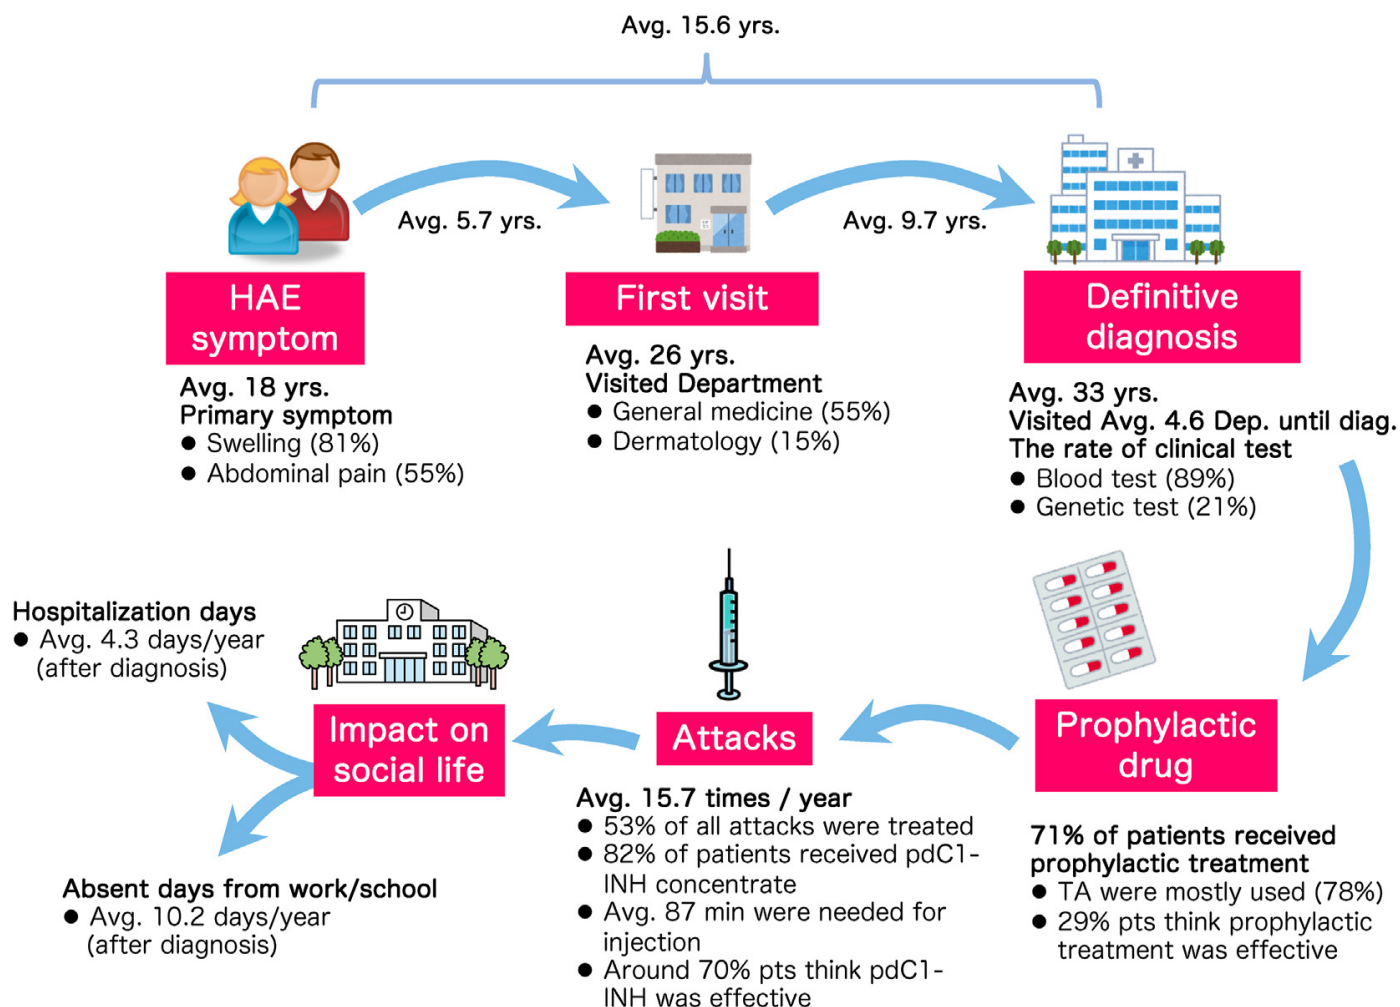 Avg. 15.6 yrs.
Avg. 5.7 yrs.
Avg. 9.7 yrs.
HAE
symptom
Avg. 18 yrs.
Primary symptom
● Swelling (81%)
● Abdominal pain (55%)
First visit
Avg. 26 yrs.
Visited Department
● General medicine (55%)
● Dermatology (15%)
Definitive
diagnosis
Avg. 33 yrs.
Visited Avg. 4.6 Dep. until diag.
The rate of clinical test
● Blood test (89%)
● Genetic test (21%)
Prophylactic
drug
71% of patients received
prophylactic treatment
● TA were mostly used (78%)
● 29% pts think prophylactic
treatment was effective
Attacks
Avg. 15.7 times / year
● 53% of all attacks were treated
● 82% of patients received pdC1-
INH concentrate
● Avg. 87 min were needed for
injection
● Around 70% pts think pdC1-
INH was effective
Impact on
social life
Hospitalization days
● Avg. 4.3 days/year
(after diagnosis)
Absent days from work/school
● Avg. 10.2 days/year
(after diagnosis)